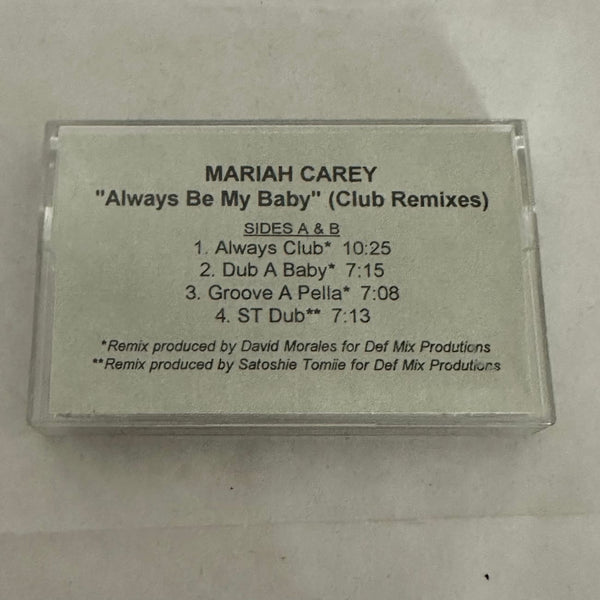 MARIAH CAREY
"Always Be My Baby" (Club Remixes)
SIDES A & B
1. Always Club* 10:25
2. Dub A Baby* 7:15
3. Groove A Pella* 7:08
4. ST Dub** 7:13
*Remix produced by David Morales for Def Mix Produtions
**Remix produced by Satoshie Tomiie for Def Mix Produtions